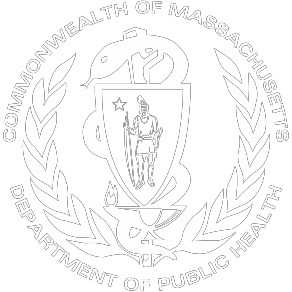 COMMONWEALTH OF MASSACHUSETTS
DEPARTMENT OF PUBLIC HEALTH